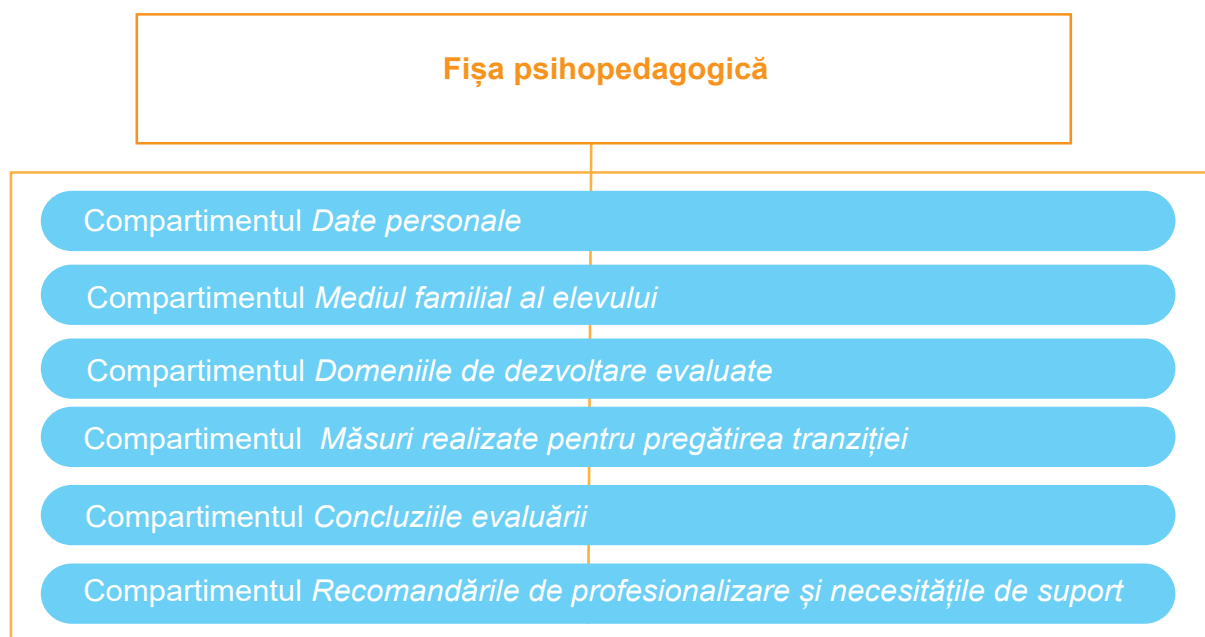 Fișa psihopedagogică
Compartimentul Date personale
Compartimentul Mediul familial al elevului
Compartimentul Domeniile de dezvoltare evaluate
Compartimentul Măsuri realizate pentru pregătirea tranziției
Compartimentul Concluziile evaluării
Compartimentul Recomandările de profesionalizare și necesitățile de suport